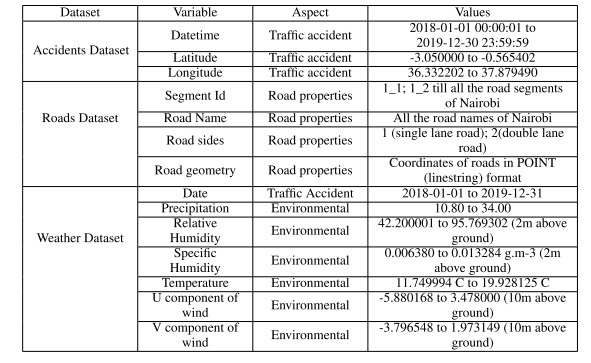 Dataset Variable Aspect Values
Accidents Dataset
Datetime Traffic accident 2018-01-01 00:00:01 to
2019-12-30 23:59:59
Latitude Traffic accident -3.050000 to -0.565402
Longitude Traffic accident 36.332202 to 37.879490
Roads Dataset
Segment Id Road properties 1_1; 1_2 till all the road segments
of Nairobi
Road Name Road properties All the road names of Nairobi
Road sides Road properties 1 (single lane road); 2(double lane
road)
Road geometry Road properties Coordinates of roads in POINT
(linestring) format
Weather Dataset
Date Traffic Accident 2018-01-01 to 2019-12-31
Precipitation Environmental 10.80 to 34.00
Relative
Humidity Environmental 42.200001 to 95.769302 (2m above
ground)
Specific
Humidity Environmental 0.006380 to 0.013284 g.m-3 (2m
above ground)
Temperature Environmental 11.749994 C to 19.928125 C
U component of
wind Environmental -5.880168 to 3.478000 (10m above
ground)
V component of
wind Environmental -3.796548 to 1.973149 (10m above
ground)